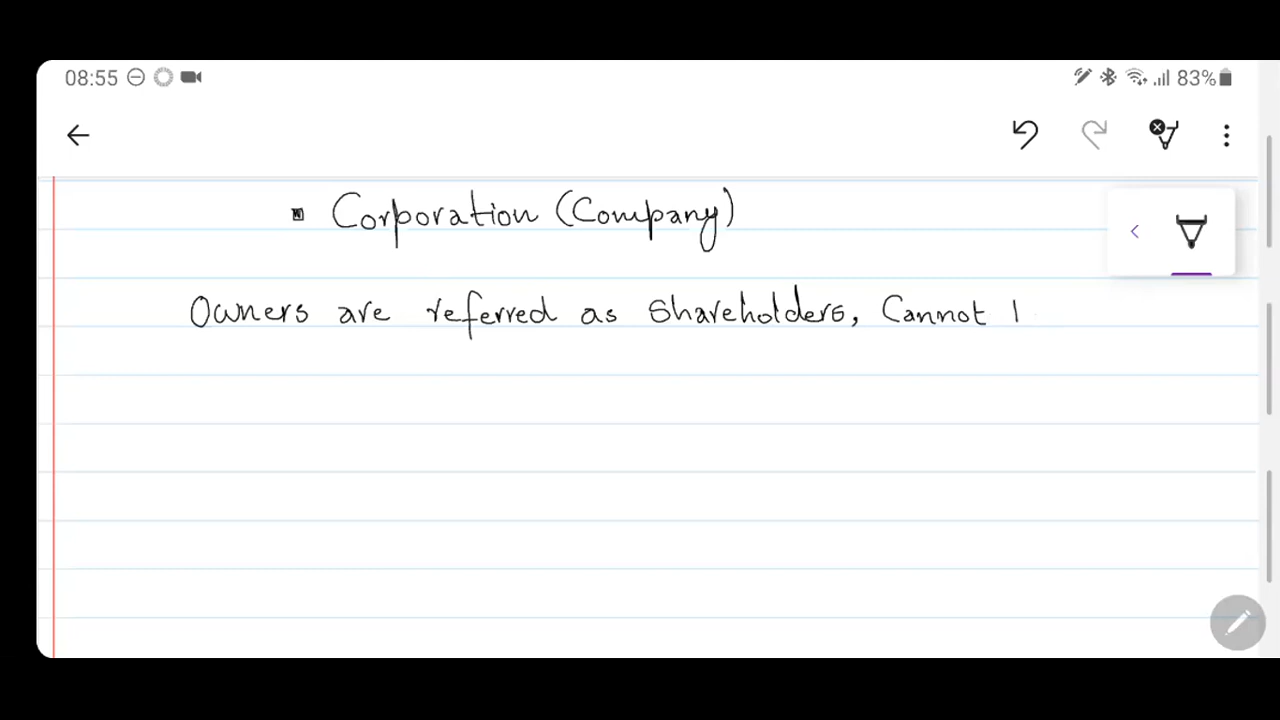 08:55 83%
▪ Corporation (Company)
Owners are referred as Shareholders, Cannot